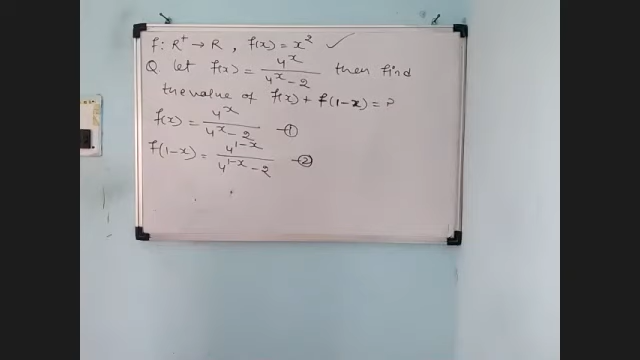 f: R⁺ → R, f(x) = x² ✓
Q. let f(x) = 4^x / (4^x - 2) then find
the value of f(x) + f(1-x) = ?
f(x) = 4^x / (4^x - 2) —①
f(1-x) = 4^(1-x) / (4^(1-x) - 2) —②